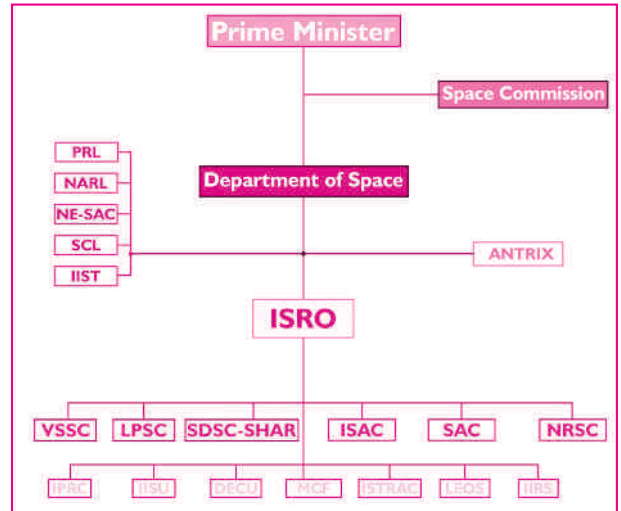 Prime Minister
Space Commission
Department of Space
PRL
NARL
NE-SAC
SCL
IIST
ANTRIX
ISRO
VSSC LPSC SDSC-SHAR ISAC SAC NRSC
IPRC IISU DECU MCF ISTRAC LEOS IIRS